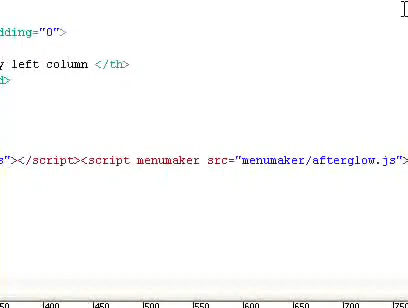 dding="0">
y left column </th>
d>
s"></script><script menumaker src="menumaker/afterglow.js">
50 400 450 500 550 600 650 700 750